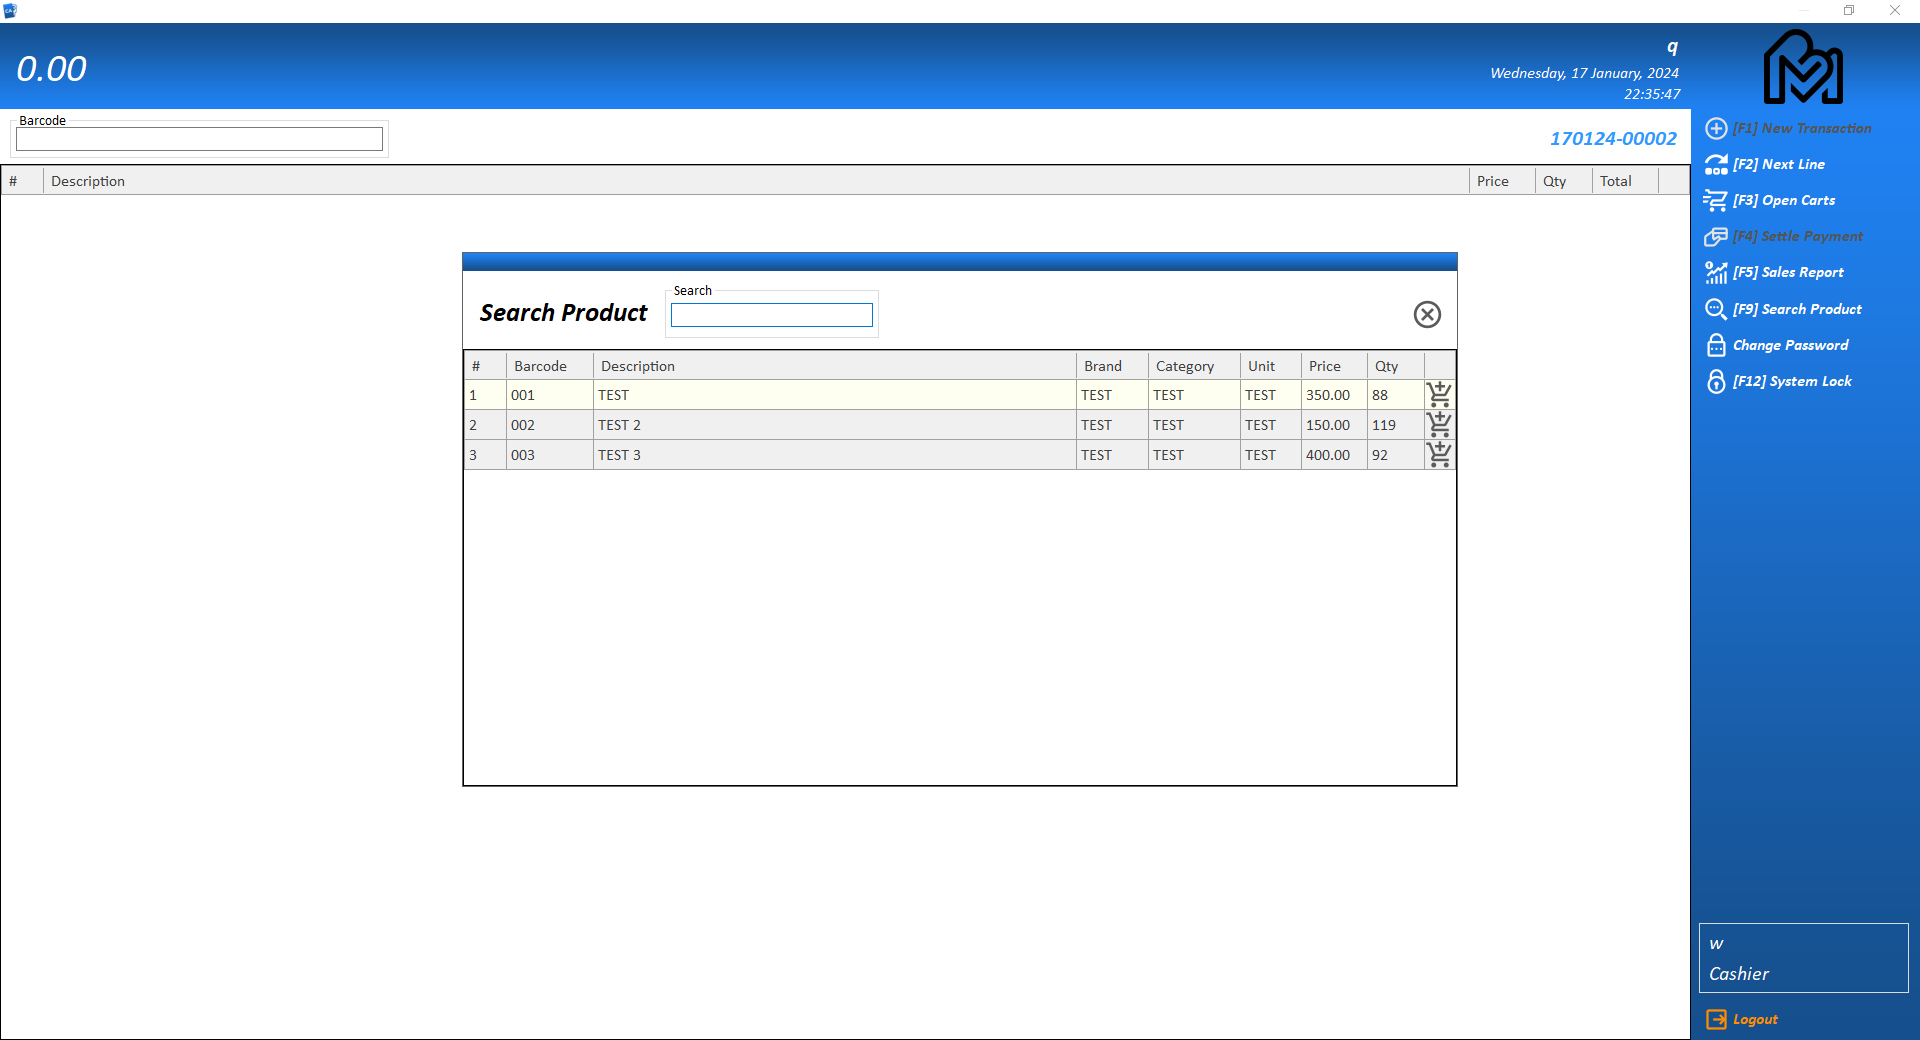 0.00
q
Wednesday, 17 January, 2024
22:35:47
Barcode
170124-00002
# Description Price Qty Total
Search Product
Search
# Barcode Description Brand Category Unit Price Qty
1 001 TEST TEST TEST TEST 350.00 88
2 002 TEST 2 TEST TEST TEST 150.00 119
3 003 TEST 3 TEST TEST TEST 400.00 92
[F1] New Transaction
[F2] Next Line
[F3] Open Carts
[F4] Settle Payment
[F5] Sales Report
[F9] Search Product
Change Password
[F12] System Lock
w
Cashier
Logout